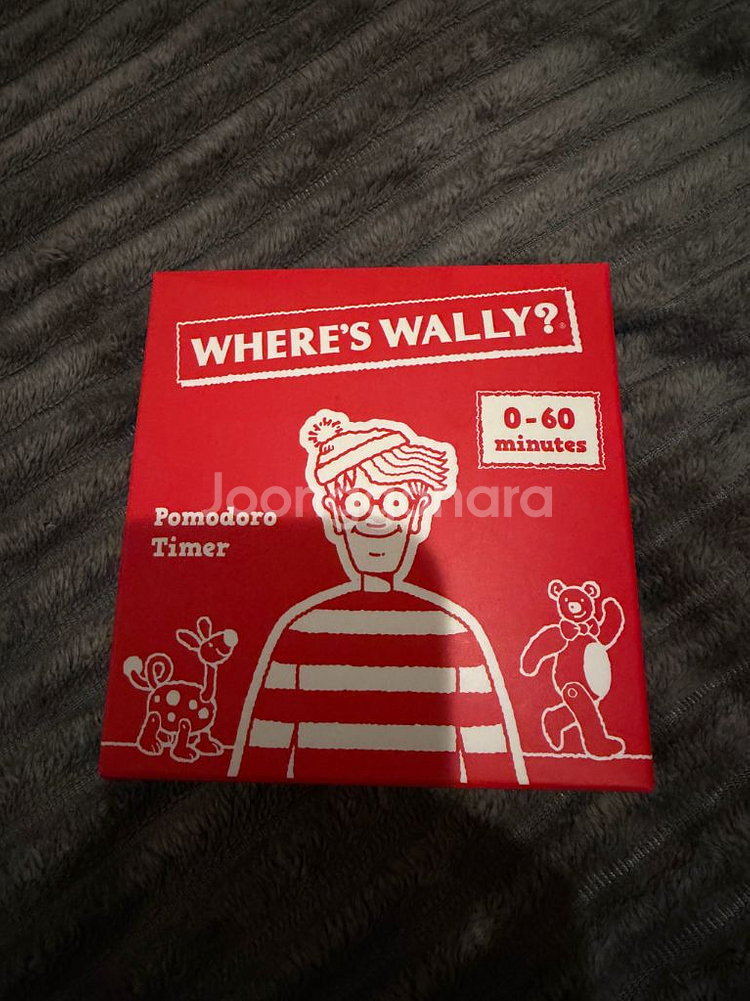 WHERE'S WALLY?
0-60
minutes
Pomodoro
Timer